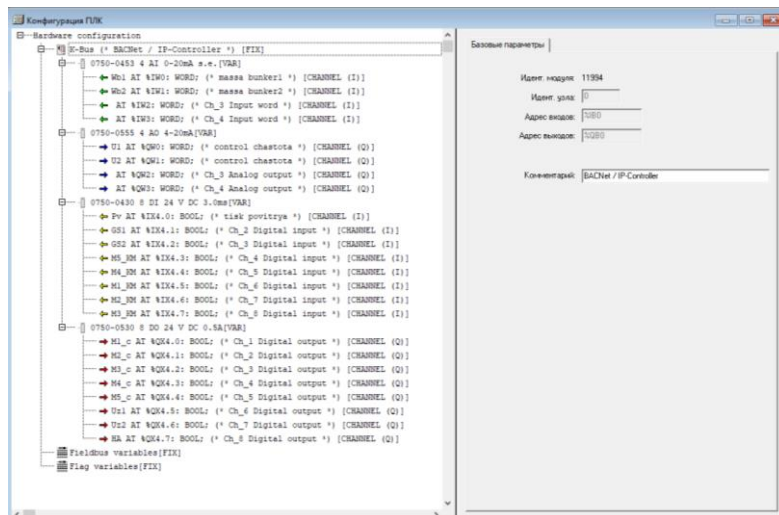 Конфигурация ПЛК
Hardware configuration
K-Bus (* BACNet / IP-Controller *) [FIX]
0750-0453 4 AI 0-20mA s.e.[VAR]
Wb1 AT %IW0: WORD; (* massa bunker1 *) [CHANNEL (I)]
Wb2 AT %IW1: WORD; (* massa bunker2 *) [CHANNEL (I)]
AT %IW2: WORD; (* Ch_3 Input word *) [CHANNEL (I)]
AT %IW3: WORD; (* Ch_4 Input word *) [CHANNEL (I)]
0750-0555 4 AO 4-20mA[VAR]
U1 AT %QW0: WORD; (* control chastota *) [CHANNEL (Q)]
U2 AT %QW1: WORD; (* control chastota *) [CHANNEL (Q)]
AT %QW2: WORD; (* Ch_3 Analog output *) [CHANNEL (Q)]
AT %QW3: WORD; (* Ch_4 Analog output *) [CHANNEL (Q)]
0750-0430 8 DI 24 V DC 3.0ms[VAR]
Pv AT %IX4.0: BOOL; (* tisk povitrya *) [CHANNEL (I)]
GS1 AT %IX4.1: BOOL; (* Ch_2 Digital input *) [CHANNEL (I)]
GS2 AT %IX4.2: BOOL; (* Ch_3 Digital input *) [CHANNEL (I)]
M5_KM AT %IX4.3: BOOL; (* Ch_4 Digital input *) [CHANNEL (I)]
M4_KM AT %IX4.4: BOOL; (* Ch_5 Digital input *) [CHANNEL (I)]
M1_KM AT %IX4.5: BOOL; (* Ch_6 Digital input *) [CHANNEL (I)]
M2_KM AT %IX4.6: BOOL; (* Ch_7 Digital input *) [CHANNEL (I)]
M3_KM AT %IX4.7: BOOL; (* Ch_8 Digital input *) [CHANNEL (I)]
0750-0530 8 DO 24 V DC 0.5A[VAR]
M1_c AT %QX4.0: BOOL; (* Ch_1 Digital output *) [CHANNEL (Q)]
M2_c AT %QX4.1: BOOL; (* Ch_2 Digital output *) [CHANNEL (Q)]
M3_c AT %QX4.2: BOOL; (* Ch_3 Digital output *) [CHANNEL (Q)]
M4_c AT %QX4.3: BOOL; (* Ch_4 Digital output *) [CHANNEL (Q)]
M5_c AT %QX4.4: BOOL; (* Ch_5 Digital output *) [CHANNEL (Q)]
Uz1 AT %QX4.5: BOOL; (* Ch_6 Digital output *) [CHANNEL (Q)]
Uz2 AT %QX4.6: BOOL; (* Ch_7 Digital output *) [CHANNEL (Q)]
HA AT %QX4.7: BOOL; (* Ch_8 Digital output *) [CHANNEL (Q)]
Fieldbus variables[FIX]
Flag variables[FIX]
Базовые параметры
Идент. модуля: 11994
Идент. узла: 0
Адрес входов: %IB0
Адрес выходов: %QB0
Комментарий: BACNet / IP-Controller